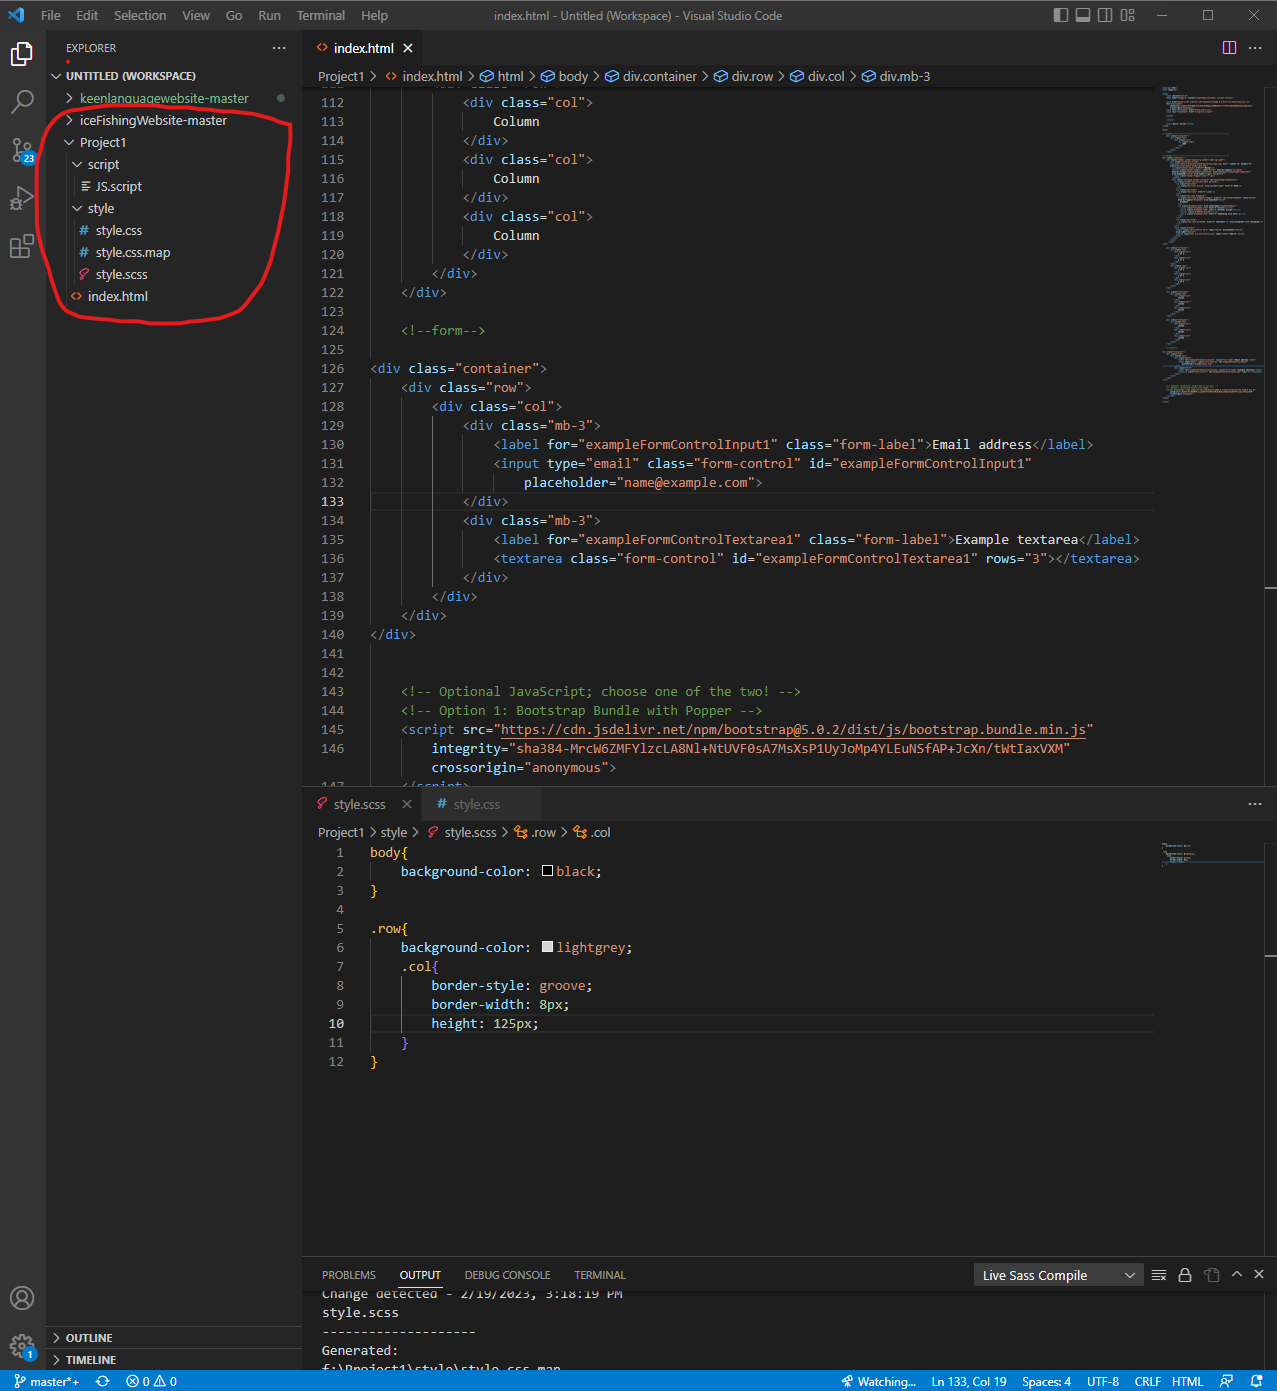 File Edit Selection View Go Run Terminal Help index.html - Untitled (Workspace) - Visual Studio Code
EXPLORER
UNTITLED (WORKSPACE)
keenlanguagewebsite-master
iceFishingWebsite-master
Project1
script
JS.script
style
# style.css
# style.css.map
style.scss
<> index.html
23
<> index.html
Project1 > <> index.html > html > body > div.container > div.row > div.col > div.mb-3
112 <div class="col">
113 Column
114 </div>
115 <div class="col">
116 Column
117 </div>
118 <div class="col">
119 Column
120 </div>
121 </div>
122 </div>
123
124 <!--form-->
125
126 <div class="container">
127 <div class="row">
128 <div class="col">
129 <div class="mb-3">
130 <label for="exampleFormControlInput1" class="form-label">Email address</label>
131 <input type="email" class="form-control" id="exampleFormControlInput1"
132 placeholder="name@example.com">
133 </div>
134 <div class="mb-3">
135 <label for="exampleFormControlTextarea1" class="form-label">Example textarea</label>
136 <textarea class="form-control" id="exampleFormControlTextarea1" rows="3"></textarea>
137 </div>
138 </div>
139 </div>
140 </div>
141
142
143 <!-- Optional JavaScript; choose one of the two! -->
144 <!-- Option 1: Bootstrap Bundle with Popper -->
145 <script src="https://cdn.jsdelivr.net/npm/bootstrap@5.0.2/dist/js/bootstrap.bundle.min.js"
146 integrity="sha384-MrcW6ZMFYlzcLA8Nl+NtUVF0sA7MsXsP1UyJoMp4YLEuNSfAP+JcXn/tWtIaxVXM"
crossorigin="anonymous">
147 </script>
style.scss # style.css
Project1 > style > style.scss > .row > .col
1 body{
2 background-color: black;
3 }
4
5 .row{
6 background-color: lightgrey;
7 .col{
8 border-style: groove;
9 border-width: 8px;
10 height: 125px;
11 }
12 }
PROBLEMS OUTPUT DEBUG CONSOLE TERMINAL Live Sass Compile
Change detected - 2/19/2023, 3:18:19 PM
style.scss
--------------------
Generated:
f:\Project1\style\style.css.map
OUTLINE
TIMELINE
1
master*+ 0 0 Watching... Ln 133, Col 19 Spaces: 4 UTF-8 CRLF HTML